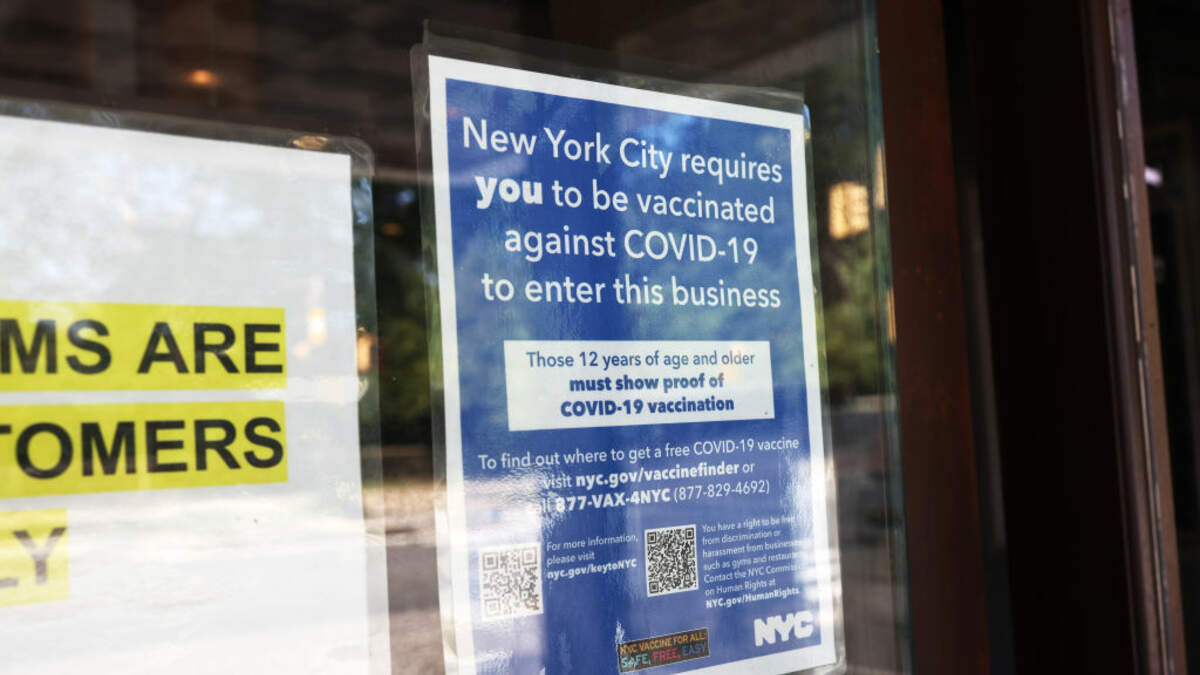 MS ARE
TOMERS
LY
New York City requires
you to be vaccinated
against COVID-19
to enter this business
Those 12 years of age and older
must show proof of
COVID-19 vaccination
To find out where to get a free COVID-19 vaccine
visit nyc.gov/vaccinefinder or
877-VAX-4NYC (877-829-4692)
For more information,
please visit
nyc.gov/keytoNYC
You have a right to be free
from discrimination or
harassment from businesses
such as gyms and restaurants
Contact the NYC Commis
on Human Rights at
NYC.gov/HumanRights.
NYC VACCINE FOR ALL:
SAFE, FREE, EASY
NYC